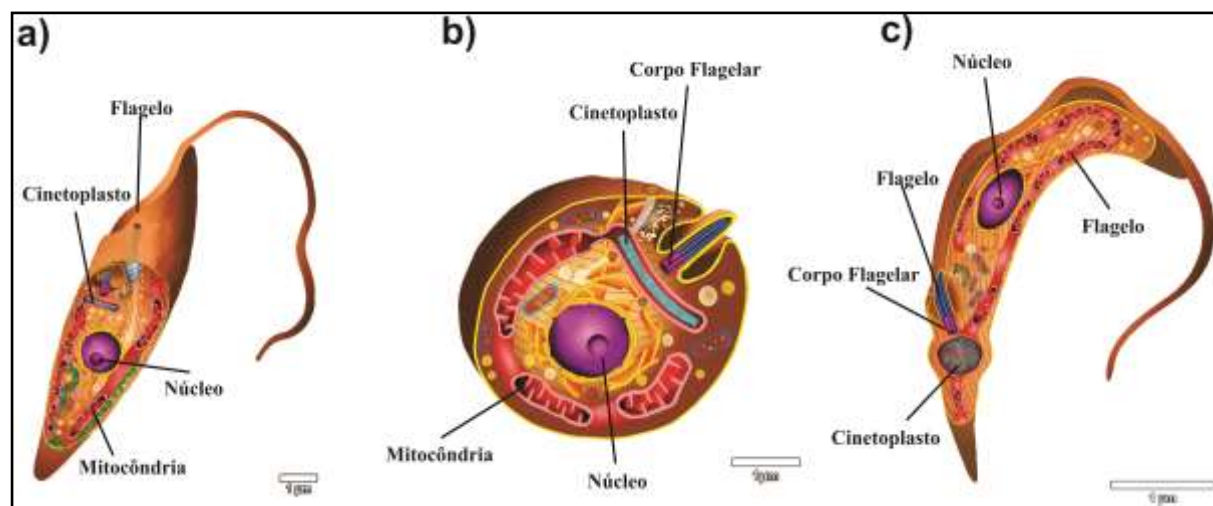 a)
Flagelo
Cinetoplasto
Núcleo
Mitocôndria
b)
Corpo Flagelar
Cinetoplasto
Mitocôndria
Núcleo
c)
Núcleo
Flagelo
Flagelo
Corpo Flagelar
Cinetoplasto